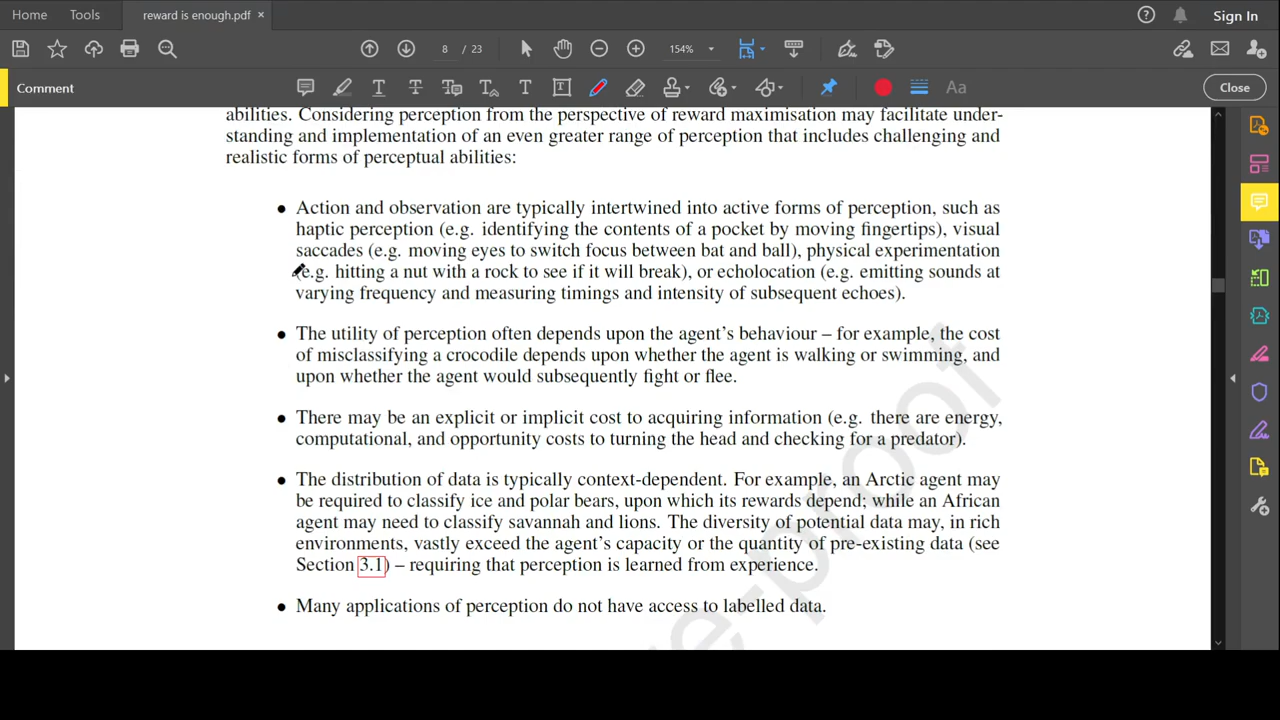 Home Tools reward is enough.pdf × Sign In
8 / 23 154%
Comment Aa Close
abilities. Considering perception from the perspective of reward maximisation may facilitate under-
standing and implementation of an even greater range of perception that includes challenging and
realistic forms of perceptual abilities:
• Action and observation are typically intertwined into active forms of perception, such as
haptic perception (e.g. identifying the contents of a pocket by moving fingertips), visual
saccades (e.g. moving eyes to switch focus between bat and ball), physical experimentation
(e.g. hitting a nut with a rock to see if it will break), or echolocation (e.g. emitting sounds at
varying frequency and measuring timings and intensity of subsequent echoes).
• The utility of perception often depends upon the agent's behaviour – for example, the cost
of misclassifying a crocodile depends upon whether the agent is walking or swimming, and
upon whether the agent would subsequently fight or flee.
• There may be an explicit or implicit cost to acquiring information (e.g. there are energy,
computational, and opportunity costs to turning the head and checking for a predator).
• The distribution of data is typically context-dependent. For example, an Arctic agent may
be required to classify ice and polar bears, upon which its rewards depend; while an African
agent may need to classify savannah and lions. The diversity of potential data may, in rich
environments, vastly exceed the agent's capacity or the quantity of pre-existing data (see
Section 3.1) – requiring that perception is learned from experience.
• Many applications of perception do not have access to labelled data.
re-proof